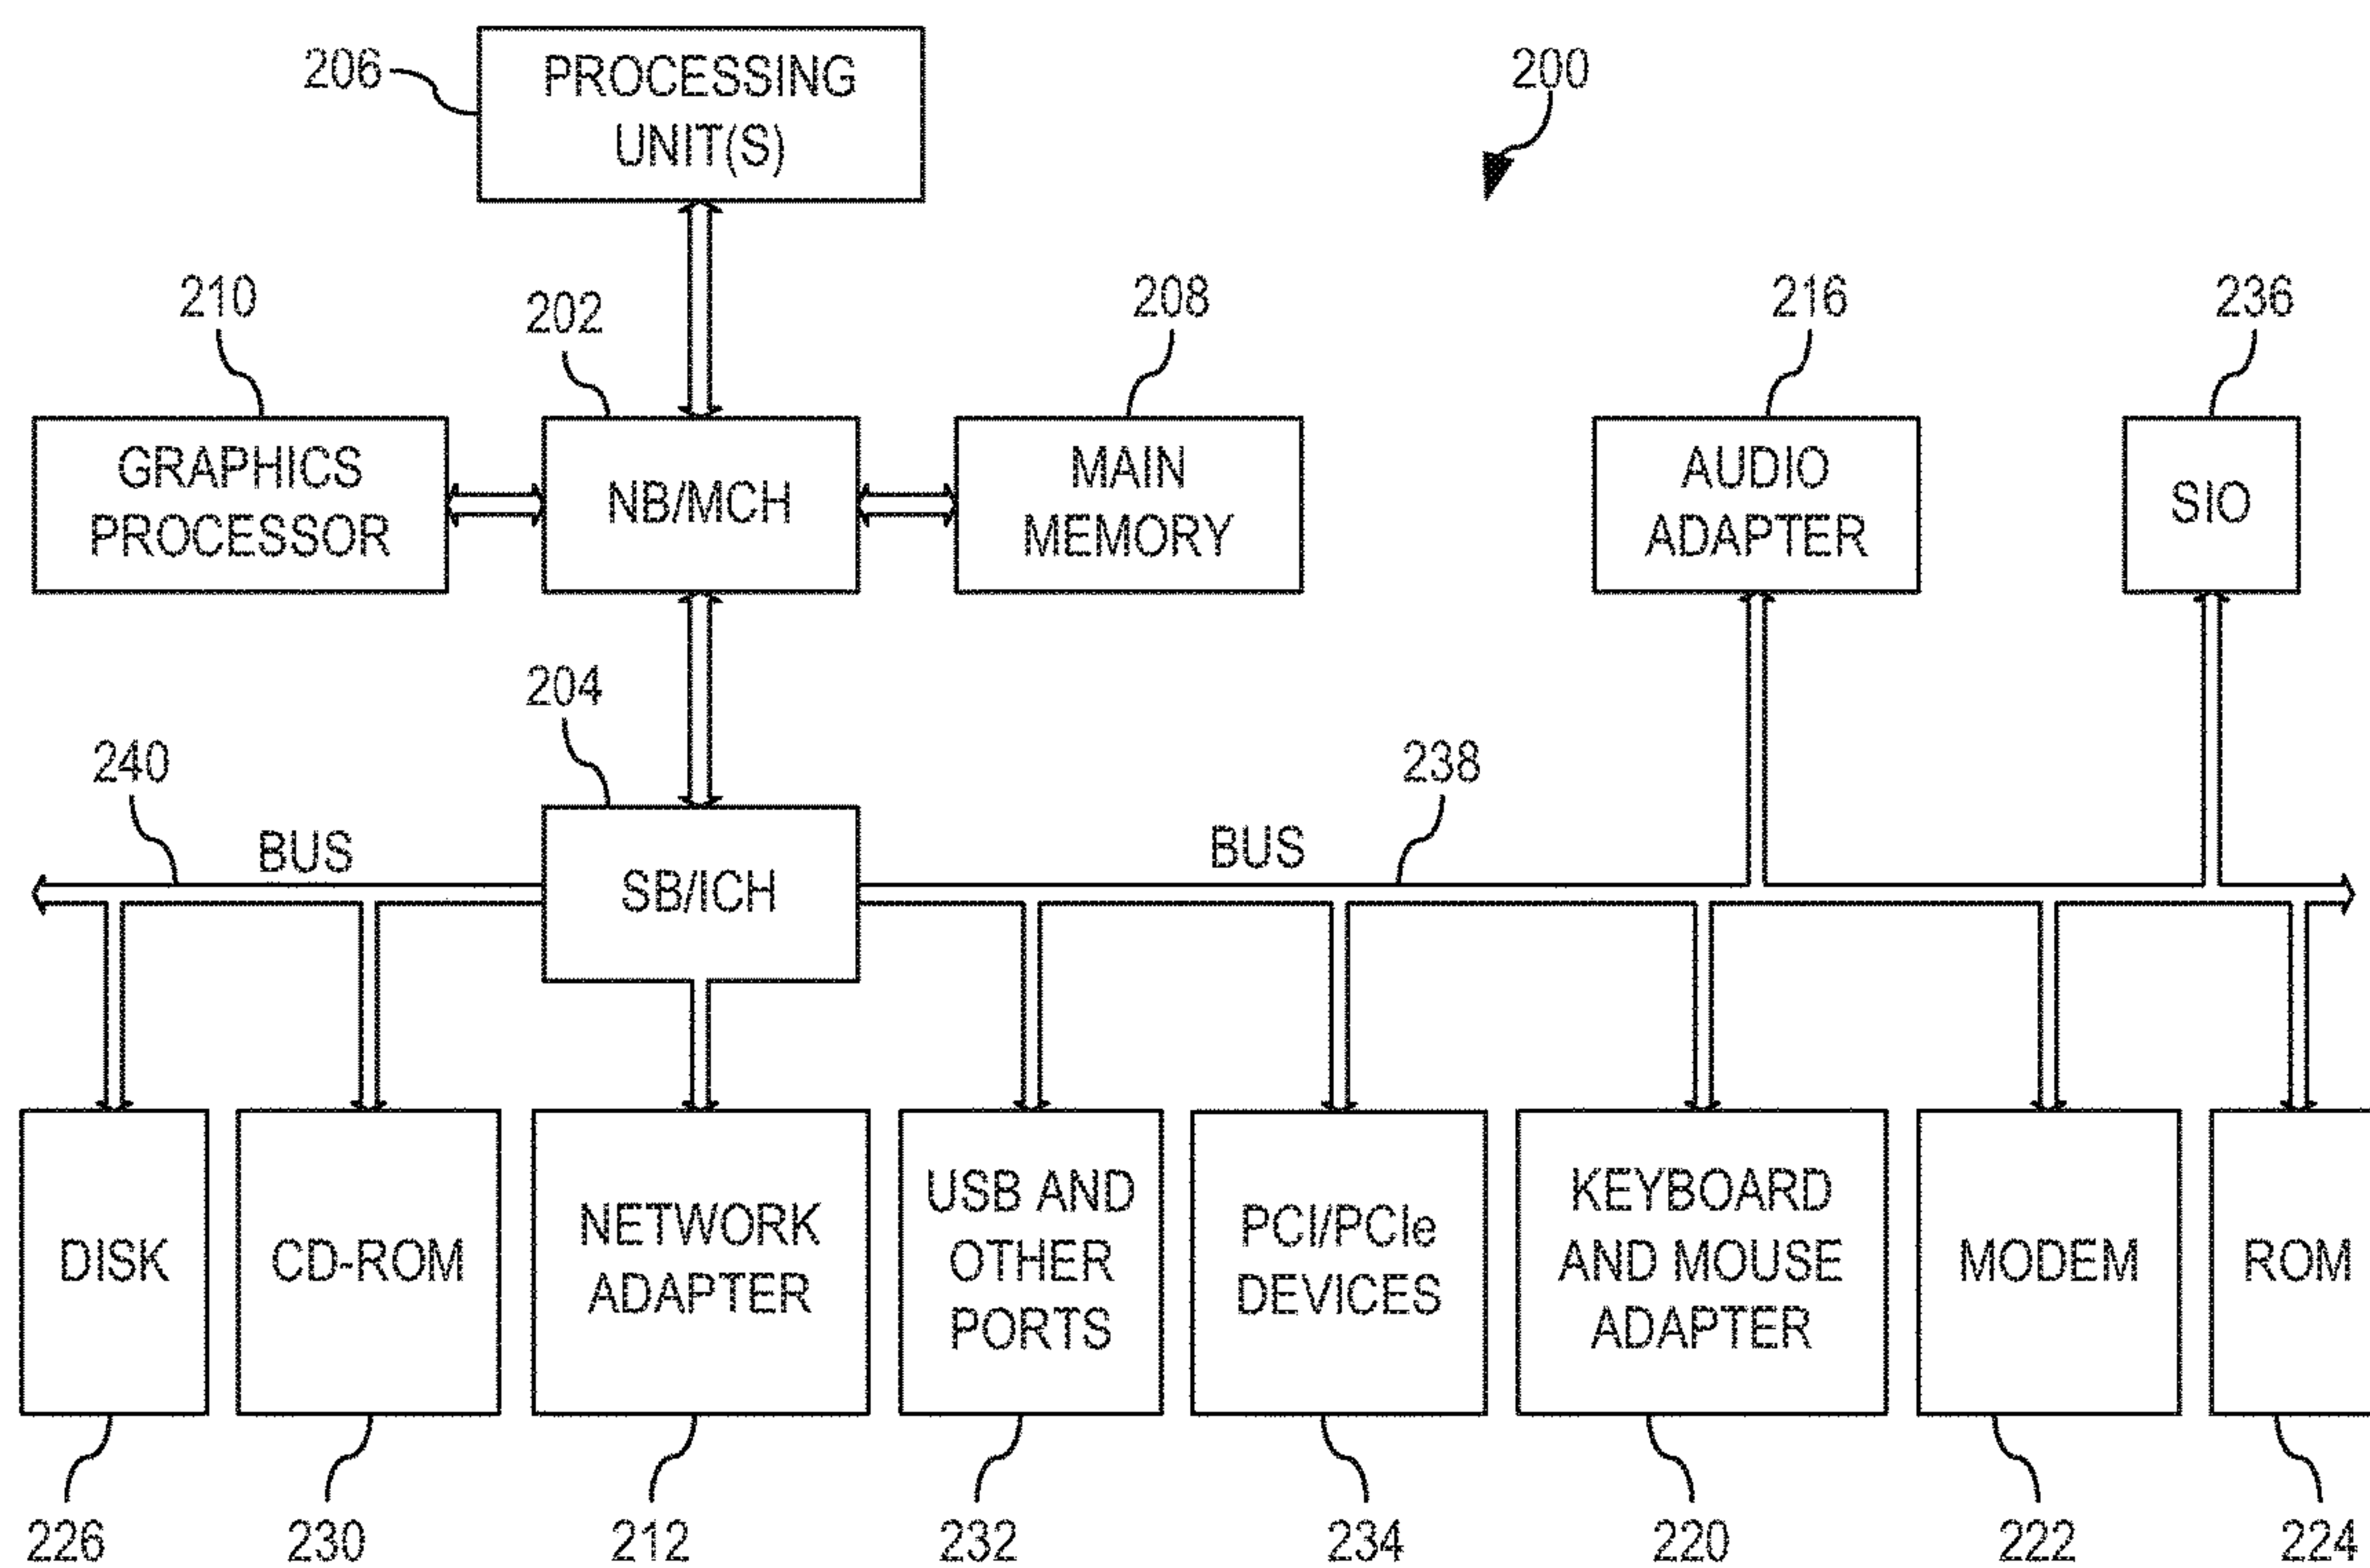 206
PROCESSING
UNIT(S)
200
210
202
208
216
236
GRAPHICS
PROCESSOR
NB/MCH
MAIN
MEMORY
AUDIO
ADAPTER
SIO
204
240
238
BUS
BUS
SB/ICH
DISK
CD-ROM
NETWORK
ADAPTER
USB AND
OTHER
PORTS
PCI/PCIe
DEVICES
KEYBOARD
AND MOUSE
ADAPTER
MODEM
ROM
226
230
212
232
234
220
222
224